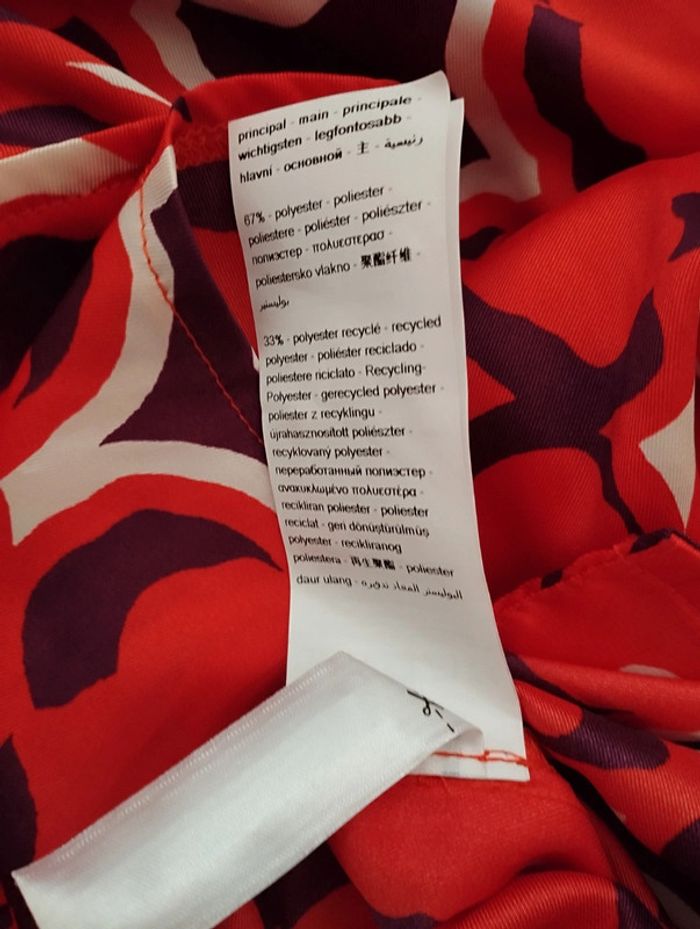 principal - main - principale -
wichtigsten - legfontosabb -
hlavní - основной - 主 - رئيسية -
67% - polyester - poliester -
poliestere - poliéster - poliészter -
полиэстер - πολυεστερασ -
poliestersko vlakno - 聚酯纤维 -
بوليستير
33% - polyester recyclé - recycled
polyester - poliéster reciclado -
poliestere riciclato - Recycling-
Polyester - gerecycled polyester -
poliester z recyklingu -
újrahasznosított poliészter -
recyklovaný polyester -
переработанный полиэстер -
ανακυκλωμένο πολυεστέρα -
recikliran poliester - poliester
reciclat - geri dönüştürülmüş
polyester - recikliranog
poliestera - 再生聚酯 - poliester
daur ulang - البوليستر المعاد تدويره